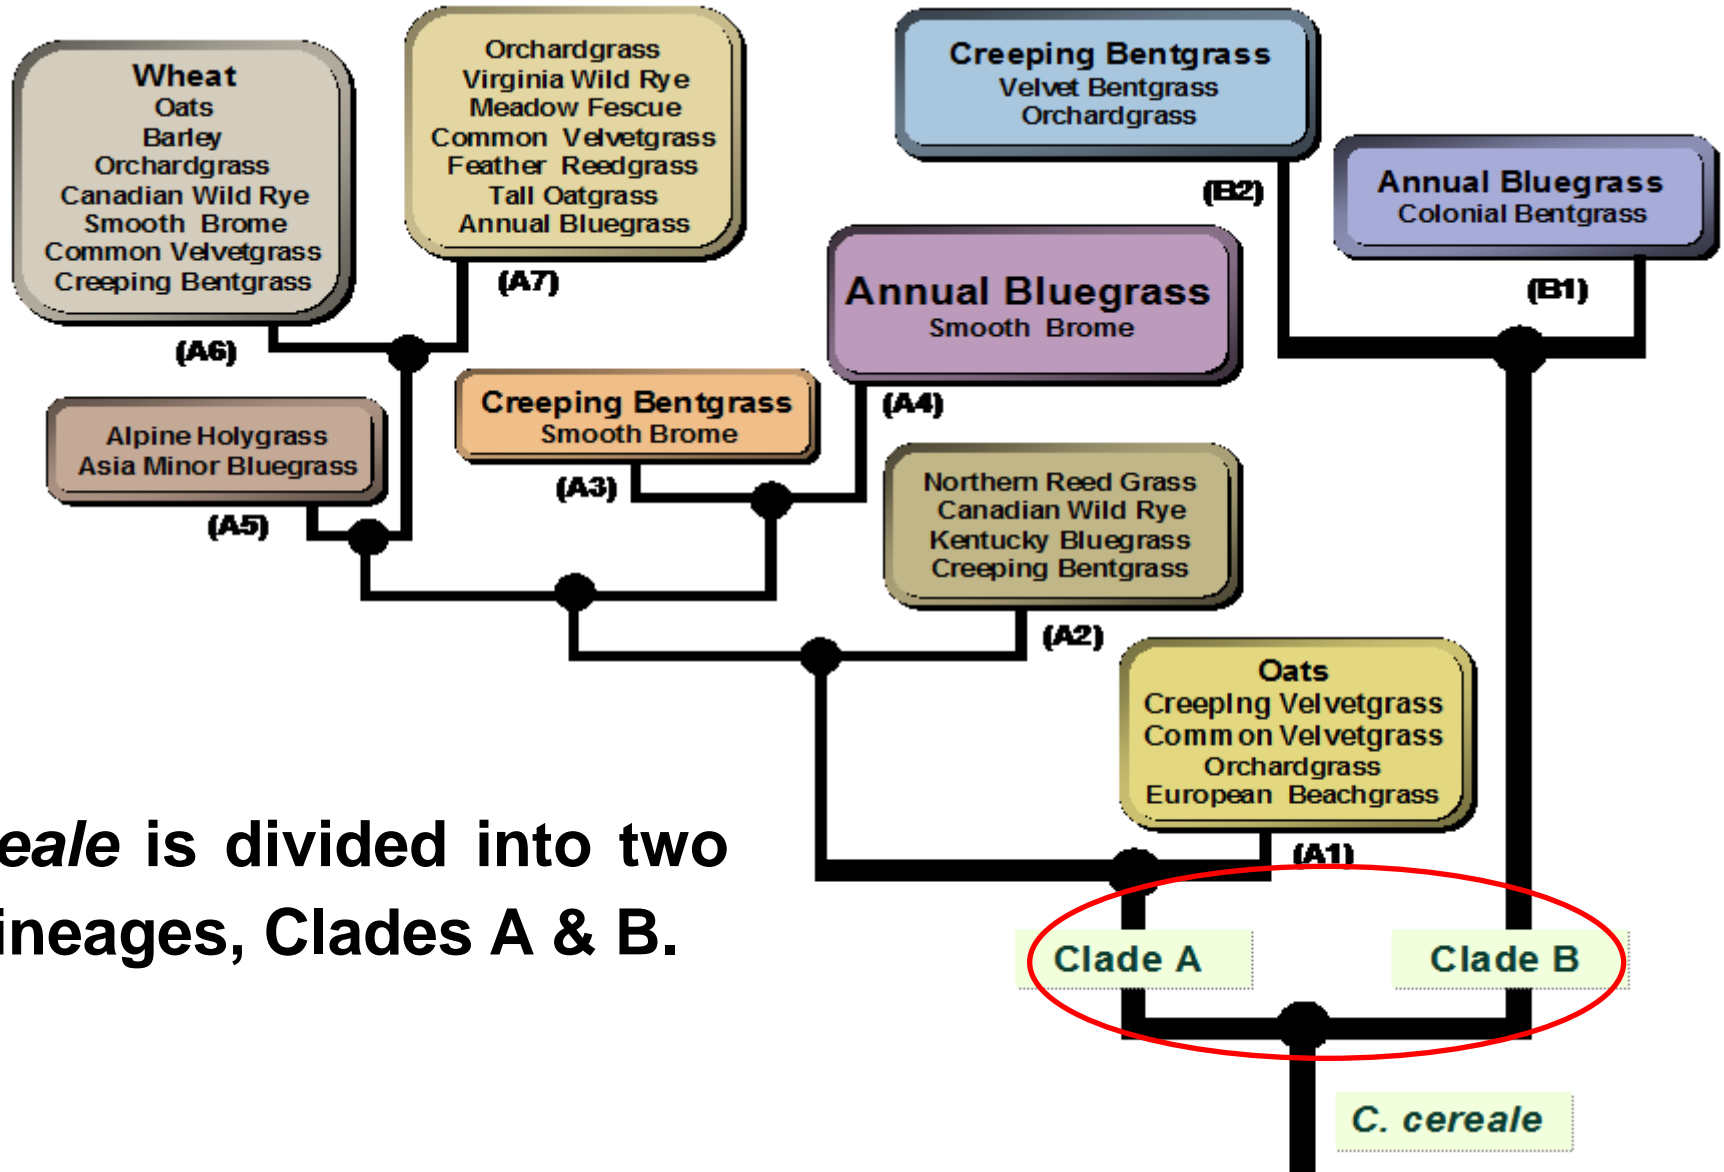 Wheat
Oats
Barley
Orchardgrass
Canadian Wild Rye
Smooth Brome
Common Velvetgrass
Creeping Bentgrass
(A6)
Orchardgrass
Virginia Wild Rye
Meadow Fescue
Common Velvetgrass
Feather Reedgrass
Tall Oatgrass
Annual Bluegrass
(A7)
Creeping Bentgrass
Velvet Bentgrass
Orchardgrass
(B2)
Annual Bluegrass
Colonial Bentgrass
(B1)
Annual Bluegrass
Smooth Brome
(A4)
Creeping Bentgrass
Smooth Brome
(A3)
Alpine Holygrass
Asia Minor Bluegrass
(A5)
Northern Reed Grass
Canadian Wild Rye
Kentucky Bluegrass
Creeping Bentgrass
(A2)
Oats
Creeping Velvetgrass
Common Velvetgrass
Orchardgrass
European Beachgrass
(A1)
eale is divided into two
ineages, Clades A & B.
Clade A
Clade B
C. cereale